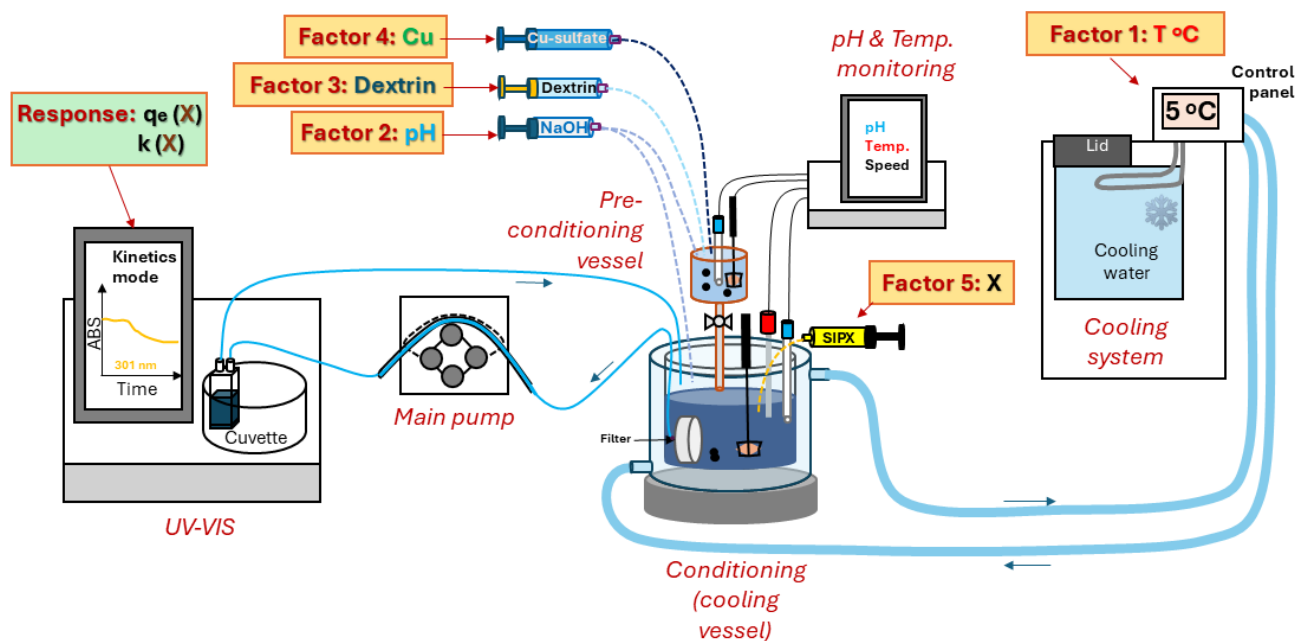 Factor 4: Cu
Cu-sulfate
Factor 3: Dextrin
Dextrin
Factor 2: pH
NaOH
Response: qe (X)
k (X)
pH & Temp.
monitoring
pH
Temp.
Speed
Factor 1: T ºC
Control
panel
5 ºC
Lid
Cooling
water
Cooling
system
Pre-
conditioning
vessel
Factor 5: X
SIPX
Kinetics
mode
ABS
301 nm
Time
Cuvette
UV-VIS
Main pump
Filter
Conditioning
(cooling
vessel)